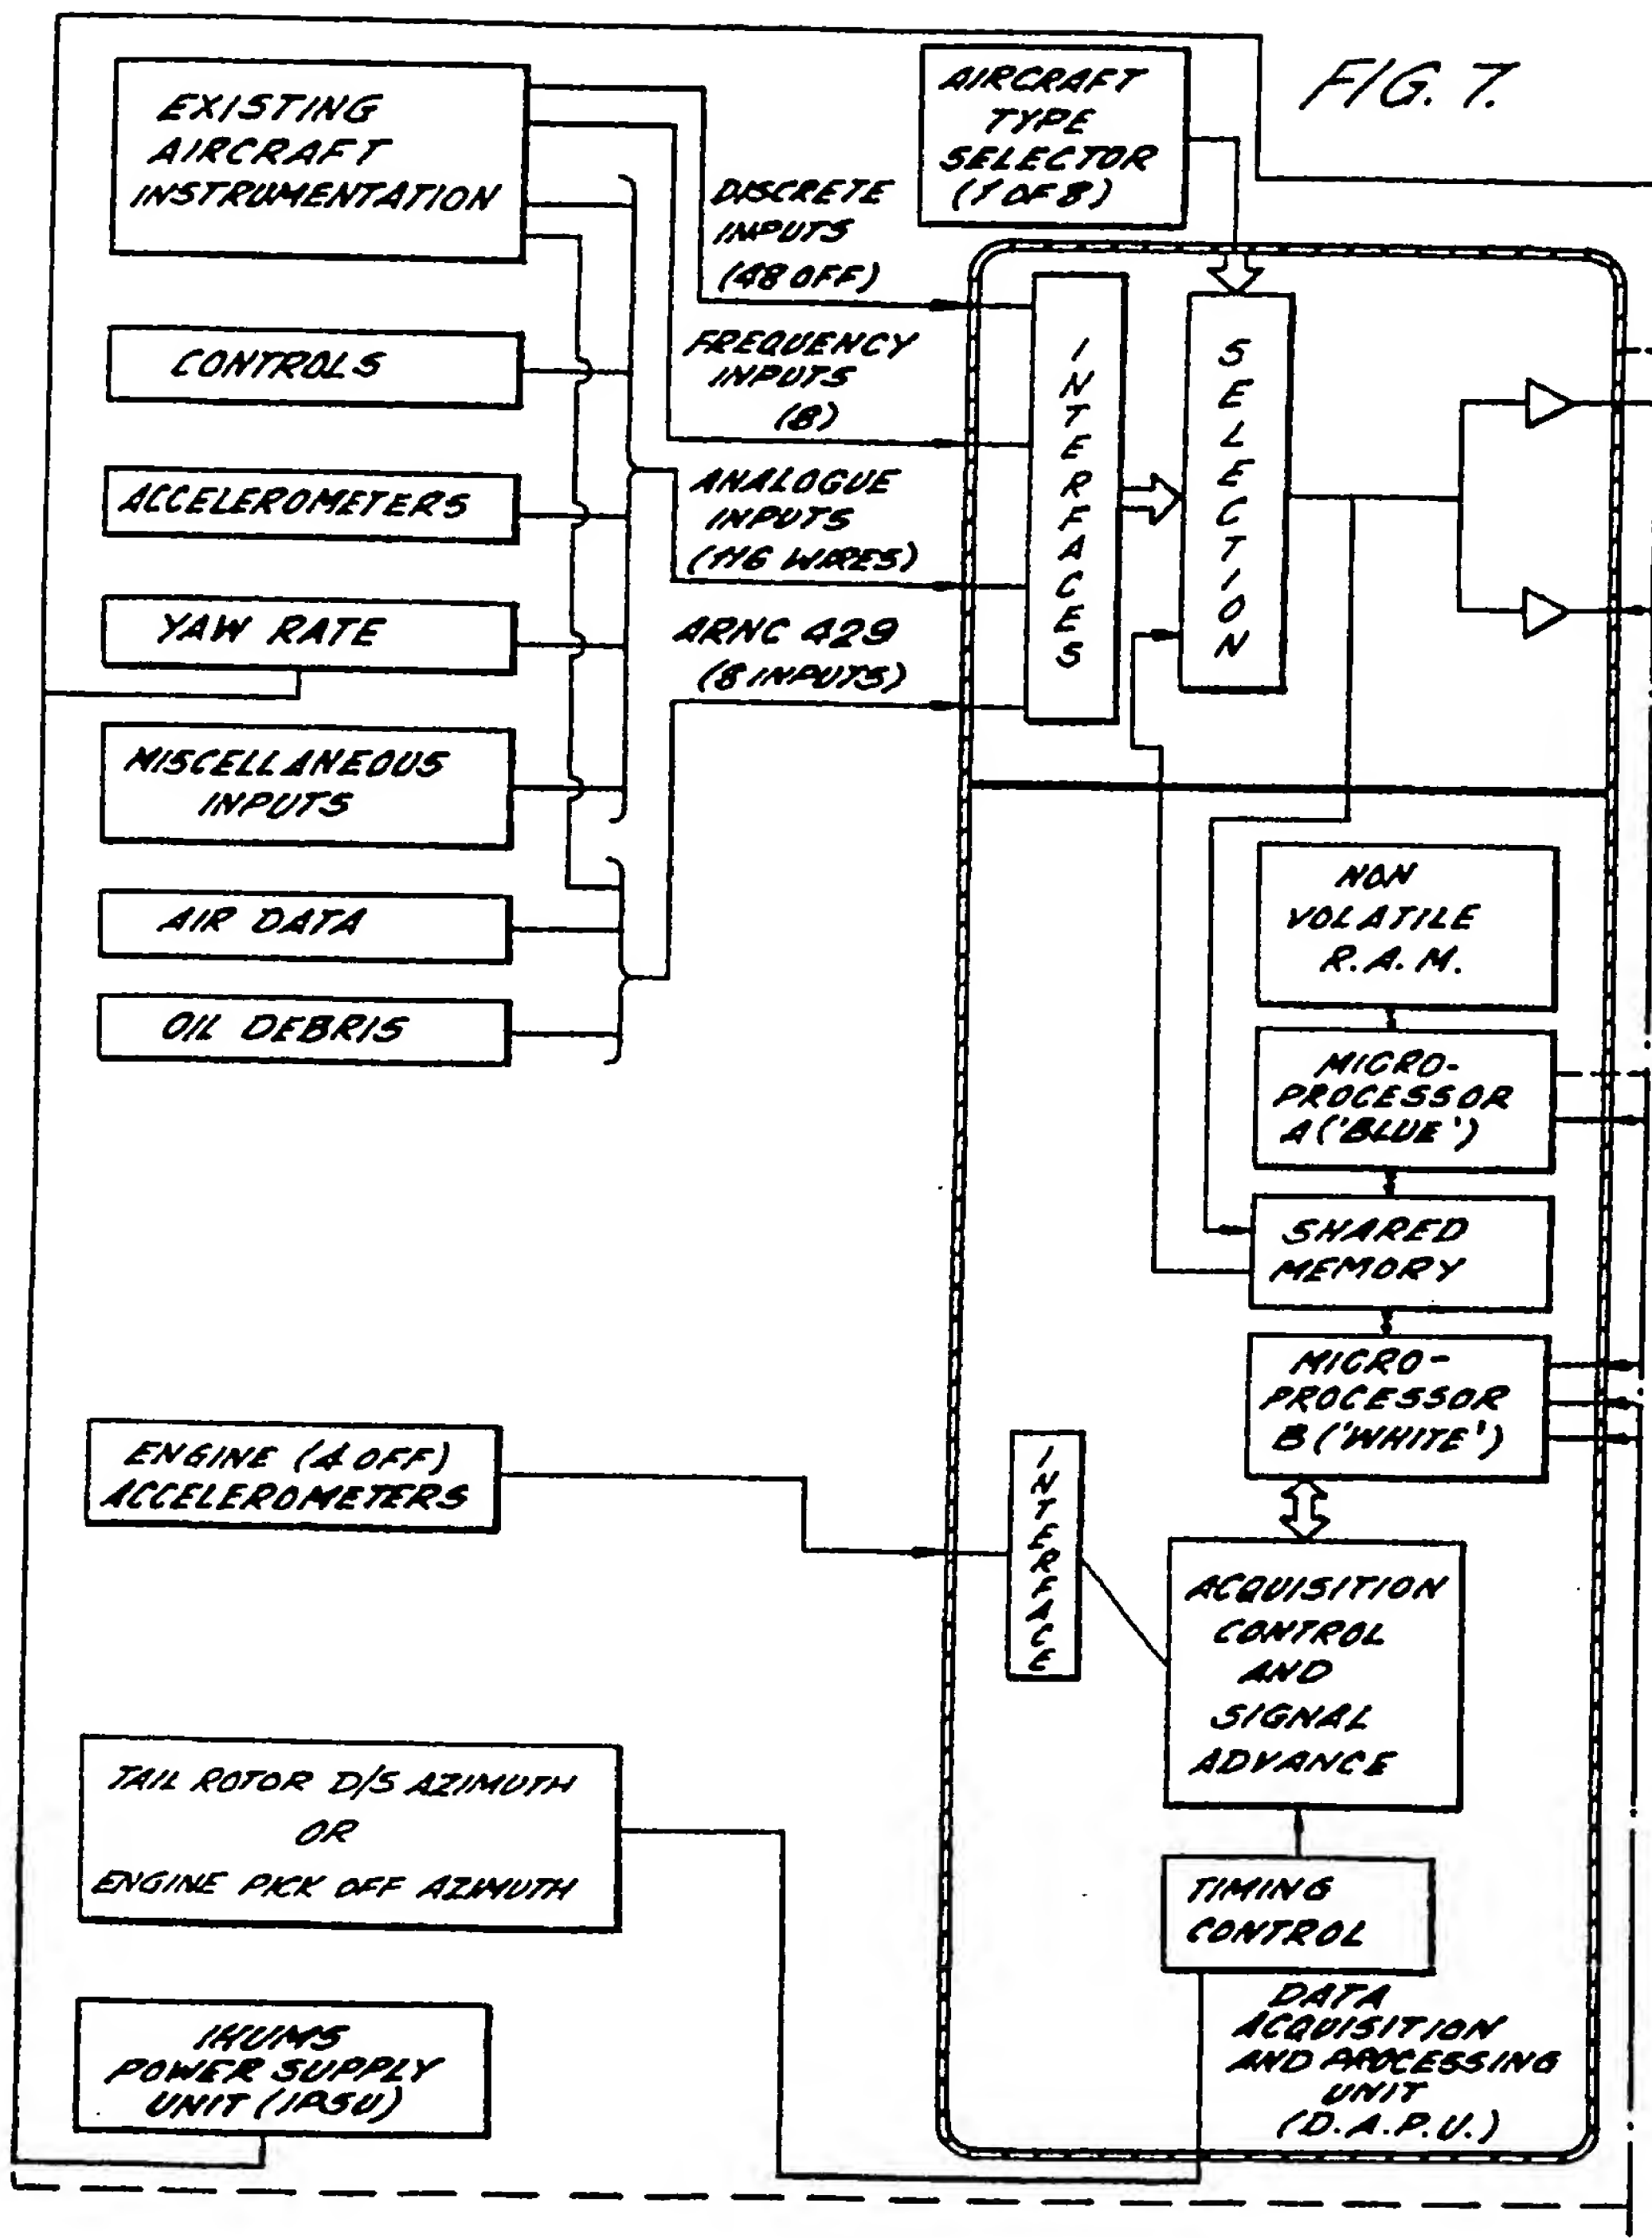 FIG. 7.
EXISTING
AIRCRAFT
INSTRUMENTATION
AIRCRAFT
TYPE
SELECTOR
(1 OF 8)
DISCRETE
INPUTS
(48 OFF)
CONTROLS
FREQUENCY
INPUTS
(8)
ACCELEROMETERS
ANALOGUE
INPUTS
(116 WIRES)
YAW RATE
ARNC 429
(8 INPUTS)
INTERFACES
SELECTION
MISCELLANEOUS
INPUTS
AIR DATA
OIL DEBRIS
NON
VOLATILE
R.A.M.
MICRO-
PROCESSOR
A ('BLUE')
SHARED
MEMORY
MICRO-
PROCESSOR
B ('WHITE')
ENGINE (4 OFF)
ACCELEROMETERS
INTERFACE
ACQUISITION
CONTROL
AND
SIGNAL
ADVANCE
TAIL ROTOR D/S AZIMUTH
OR
ENGINE PICK OFF AZIMUTH
TIMING
CONTROL
IHUMS
POWER SUPPLY
UNIT (IPSU)
DATA
ACQUISITION
AND PROCESSING
UNIT
(D.A.P.U.)